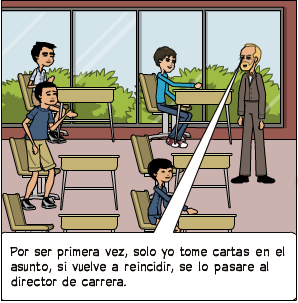 Por ser primera vez, solo yo tome cartas en el
asunto, si vuelve a reincidir, se lo pasare al
director de carrera.